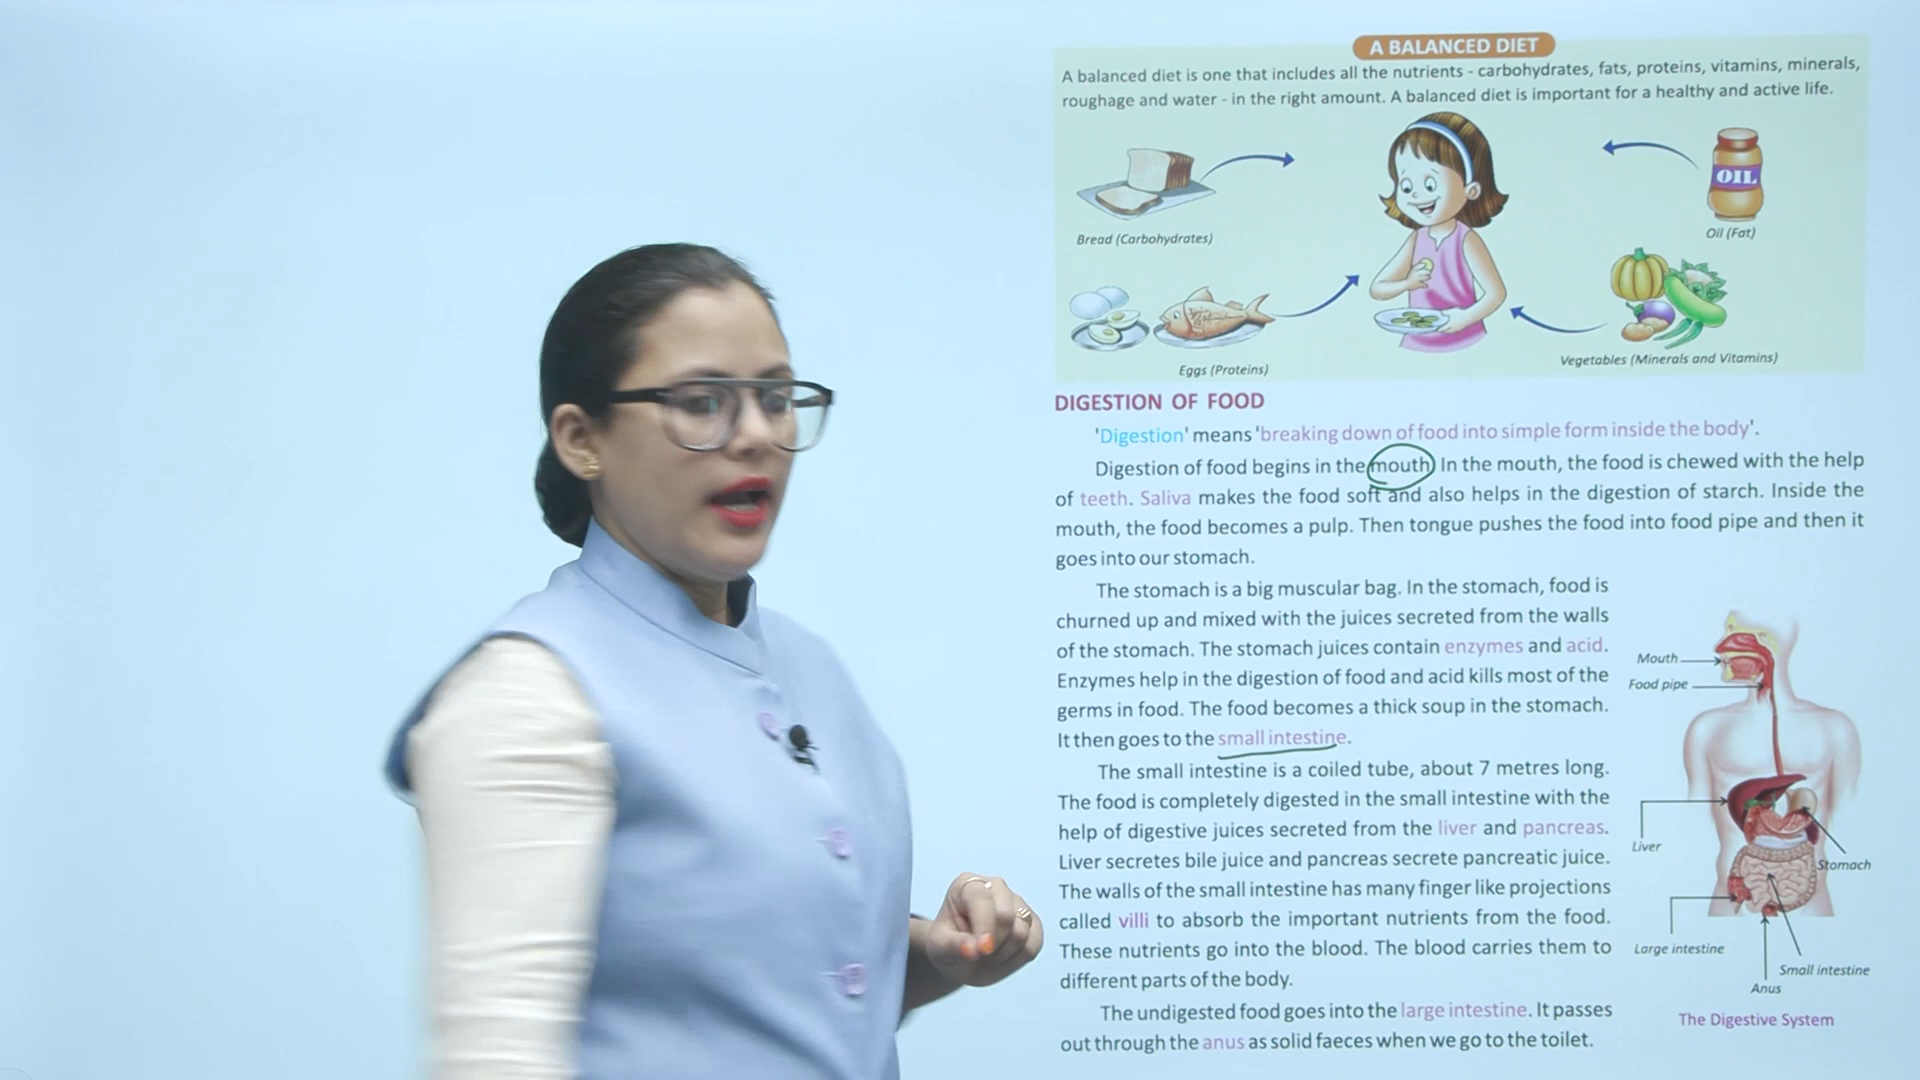 A BALANCED DIET
A balanced diet is one that includes all the nutrients - carbohydrates, fats, proteins, vitamins, minerals,
roughage and water - in the right amount. A balanced diet is important for a healthy and active life.
OIL
Bread (Carbohydrates)
Oil (Fat)
Eggs (Proteins)
Vegetables (Minerals and Vitamins)
DIGESTION OF FOOD
'Digestion' means 'breaking down of food into simple form inside the body'.
Digestion of food begins in the mouth. In the mouth, the food is chewed with the help
of teeth. Saliva makes the food soft and also helps in the digestion of starch. Inside the
mouth, the food becomes a pulp. Then tongue pushes the food into food pipe and then it
goes into our stomach.
The stomach is a big muscular bag. In the stomach, food is
churned up and mixed with the juices secreted from the walls
of the stomach. The stomach juices contain enzymes and acid.
Enzymes help in the digestion of food and acid kills most of the
germs in food. The food becomes a thick soup in the stomach.
It then goes to the small intestine.
The small intestine is a coiled tube, about 7 metres long.
The food is completely digested in the small intestine with the
help of digestive juices secreted from the liver and pancreas.
Liver secretes bile juice and pancreas secrete pancreatic juice.
The walls of the small intestine has many finger like projections
called villi to absorb the important nutrients from the food.
These nutrients go into the blood. The blood carries them to
different parts of the body.
The undigested food goes into the large intestine. It passes
out through the anus as solid faeces when we go to the toilet.
Mouth
Food pipe
Liver
Stomach
Large intestine
Small intestine
Anus
The Digestive System